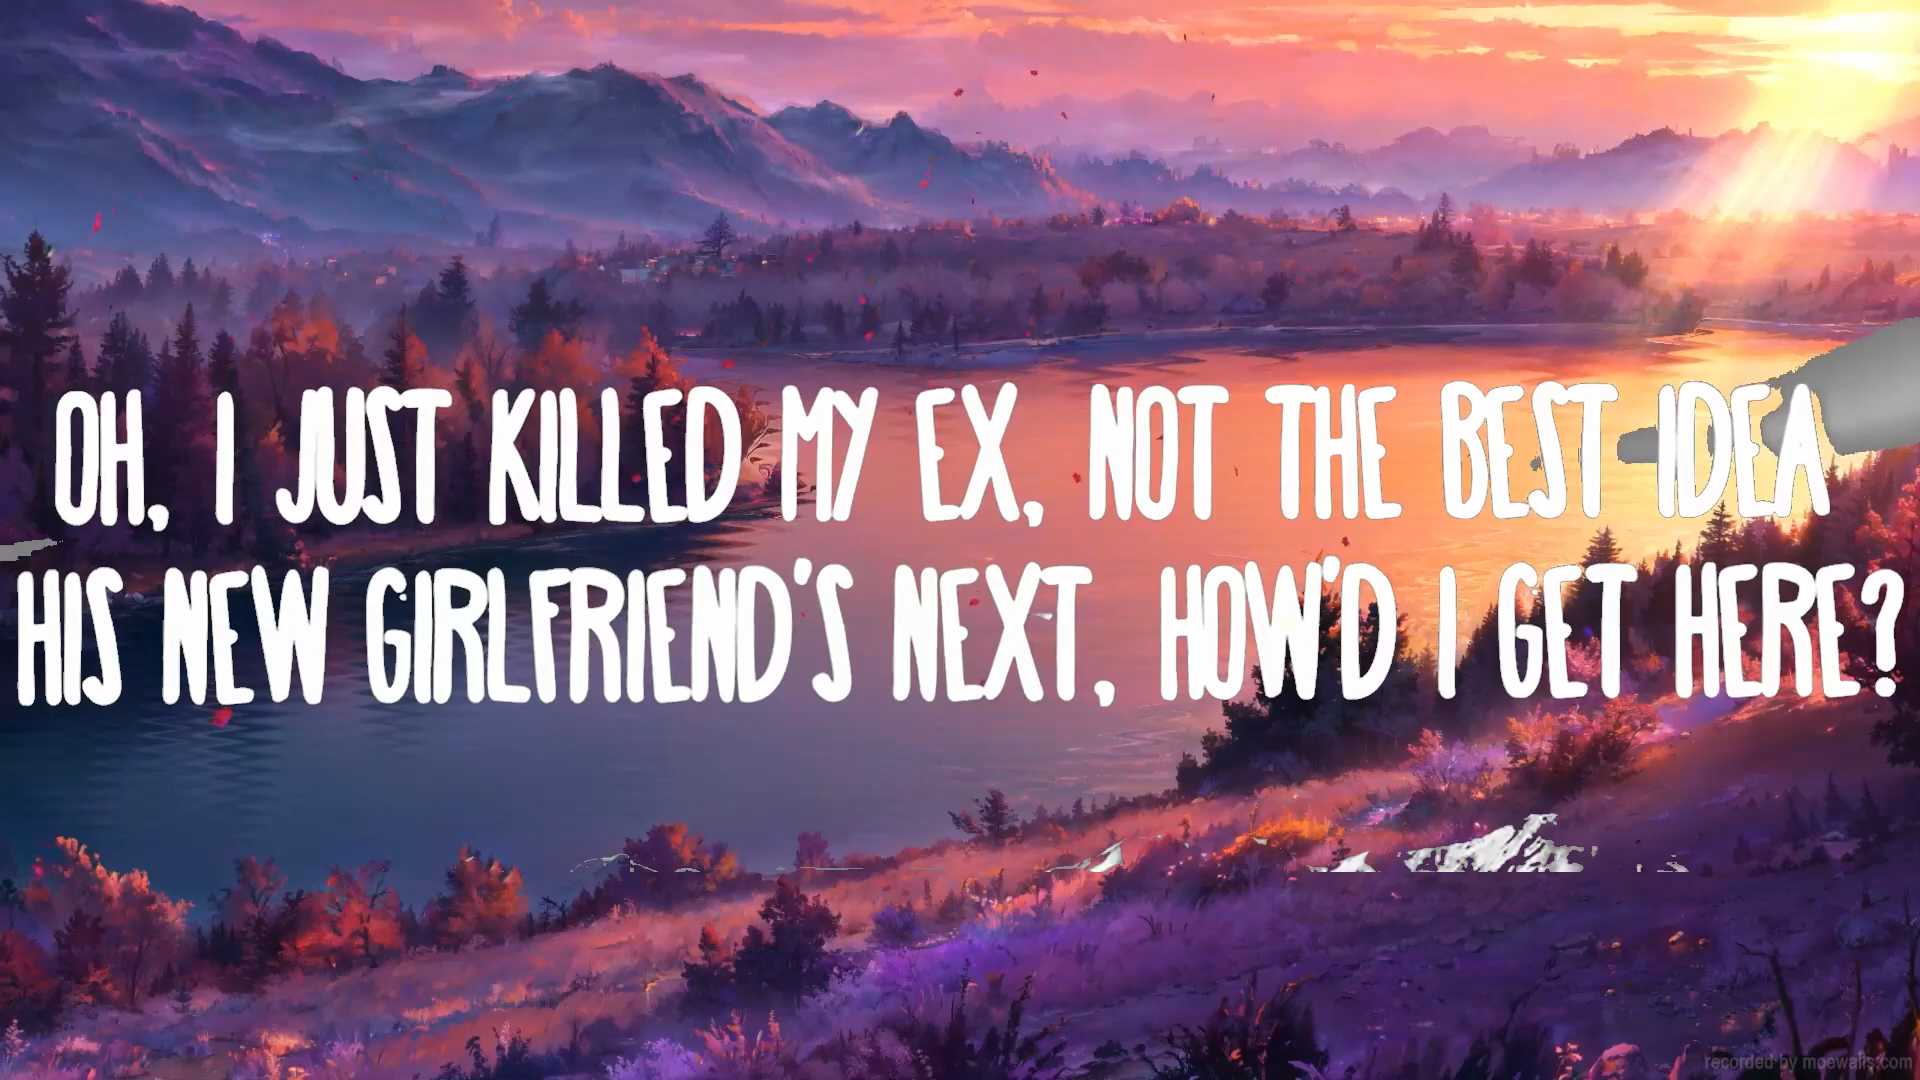 OH, I JUST KILLED MY EX, NOT THE BEST IDEA
HIS NEW GIRLFRIEND'S NEXT, HOW'D I GET HERE?
recorded by moewalls.com